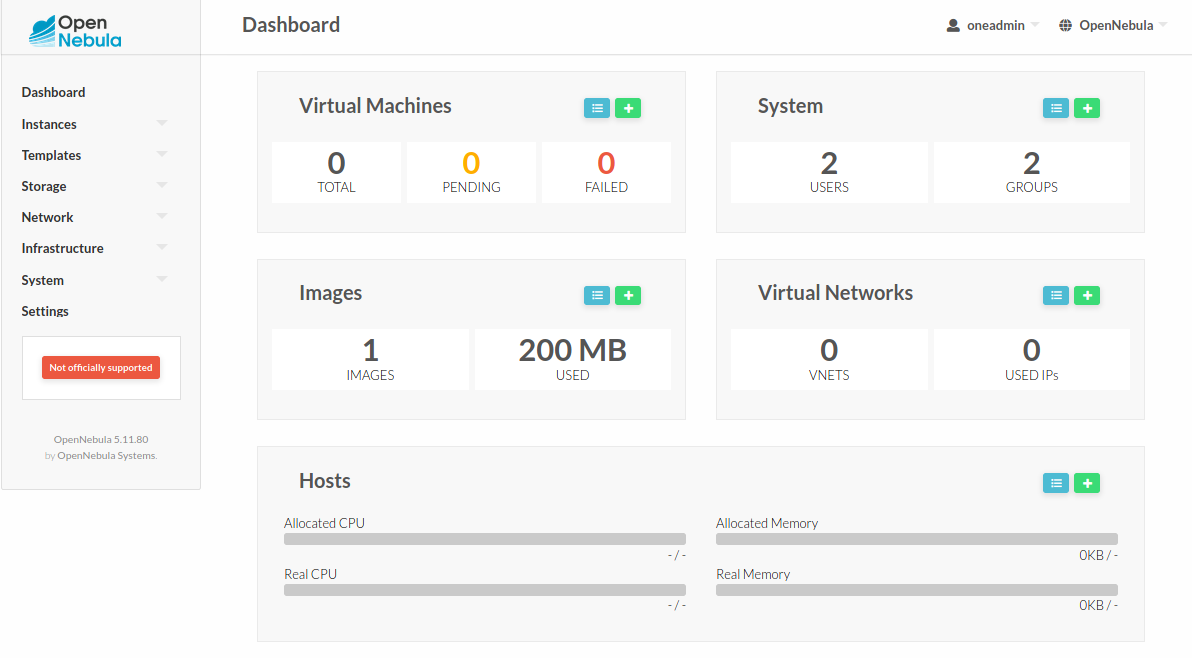 Open
Nebula
Dashboard
oneadmin
OpenNebula
Dashboard
Instances
Templates
Storage
Network
Infrastructure
System
Settings
Not officially supported
OpenNebula 5.11.80
by OpenNebula Systems.
Virtual Machines
0
TOTAL
0
PENDING
0
FAILED
System
2
USERS
2
GROUPS
Images
1
IMAGES
200 MB
USED
Virtual Networks
0
VNETS
0
USED IPs
Hosts
Allocated CPU
- / -
Real CPU
- / -
Allocated Memory
0KB / -
Real Memory
0KB / -